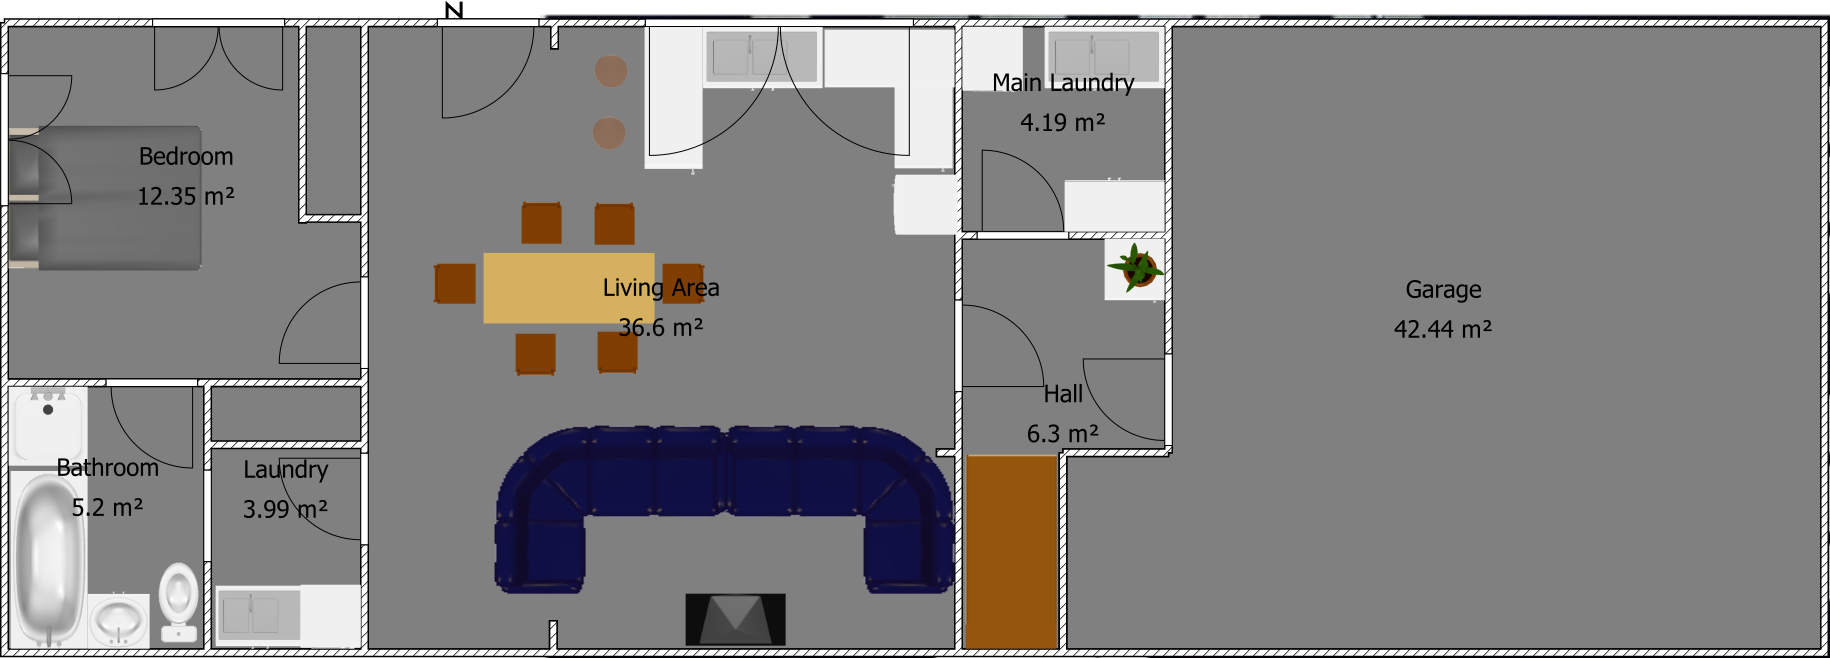 N
Main Laundry
4.19 m²
Bedroom
12.35 m²
Living Area
36.6 m²
Garage
42.44 m²
Hall
6.3 m²
Bathroom
5.2 m²
Laundry
3.99 m²